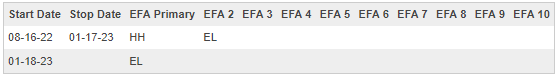 Start Date Stop Date EFA Primary EFA 2 EFA 3 EFA 4 EFA 5 EFA 6 EFA 7 EFA 8 EFA 9 EFA 10
08-16-22 01-17-23 HH EL
01-18-23 EL